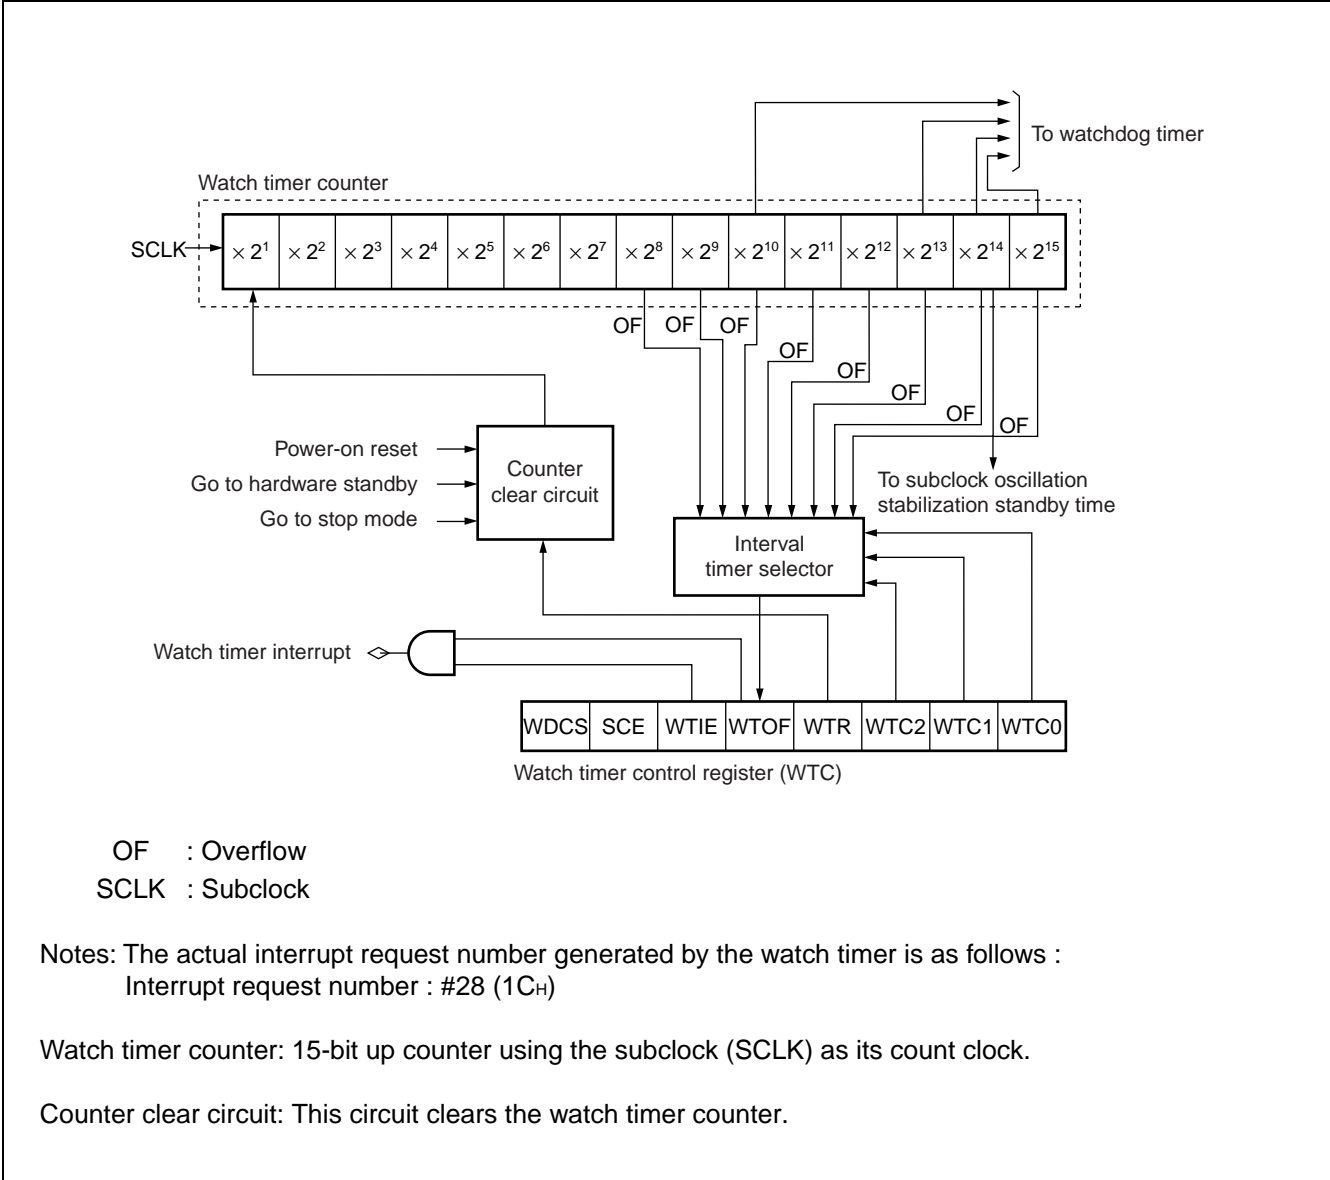 To watchdog timer
Watch timer counter
SCLK
× 2¹ × 2² × 2³ × 2⁴ × 2⁵ × 2⁶ × 2⁷ × 2⁸ × 2⁹ × 2¹⁰ × 2¹¹ × 2¹² × 2¹³ × 2¹⁴ × 2¹⁵
OF OF OF
OF
OF
OF
OF
OF
Power-on reset
Go to hardware standby
Go to stop mode
Counter
clear circuit
To subclock oscillation
stabilization standby time
Interval
timer selector
Watch timer interrupt
WDCS SCE WTIE WTOF WTR WTC2 WTC1 WTC0
Watch timer control register (WTC)
OF : Overflow
SCLK : Subclock
Notes: The actual interrupt request number generated by the watch timer is as follows :
Interrupt request number : #28 (1CH)
Watch timer counter: 15-bit up counter using the subclock (SCLK) as its count clock.
Counter clear circuit: This circuit clears the watch timer counter.